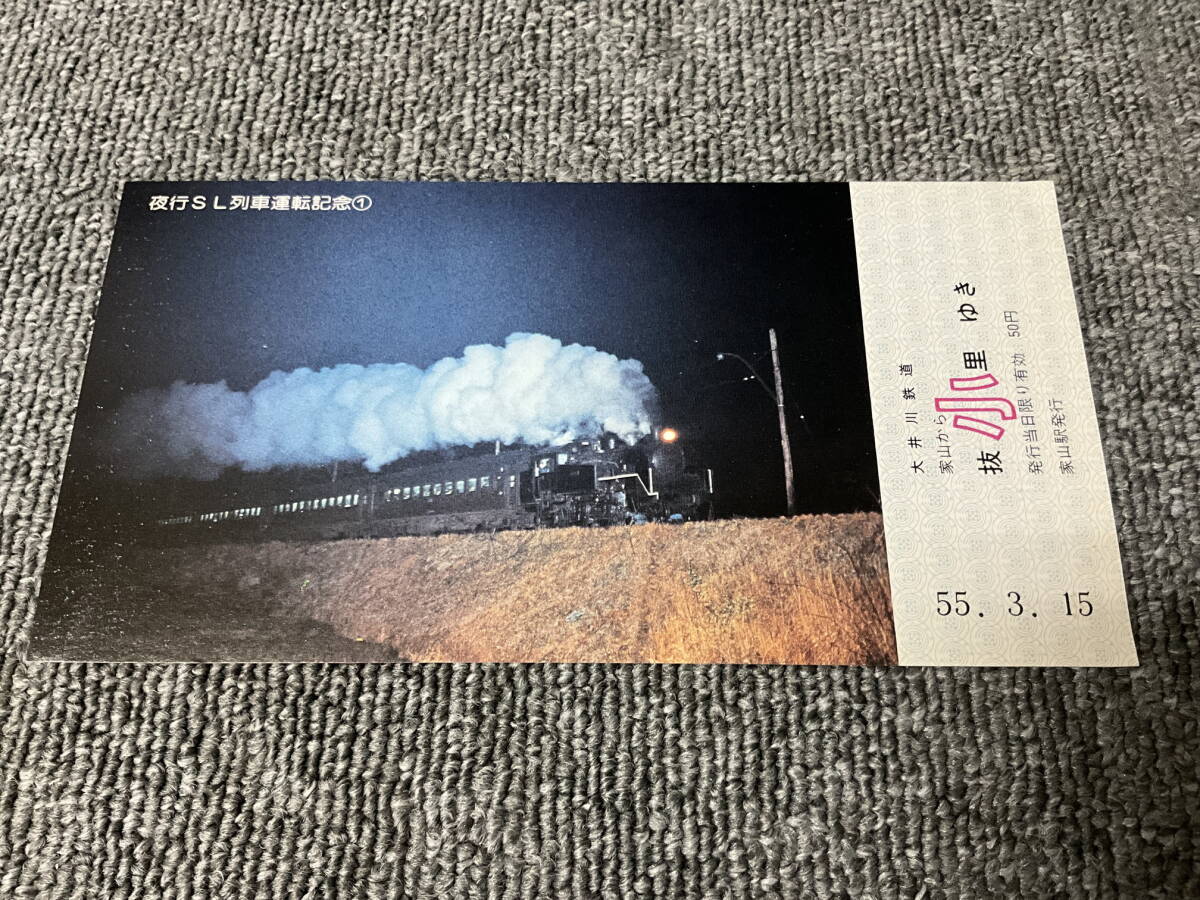 夜行ＳＬ列車運転記念①
大井川鉄道
家山から
抜里 ゆき
小
発行当日限り有効 50円
家山駅発行
55. 3. 15